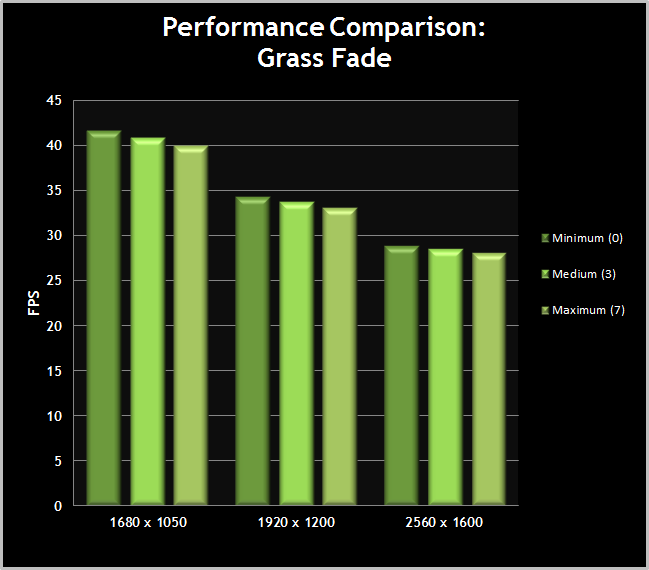 Performance Comparison:
Grass Fade
45
40
35
30
25
20
15
10
5
0
FPS
1680 x 1050
1920 x 1200
2560 x 1600
Minimum (0)
Medium (3)
Maximum (7)